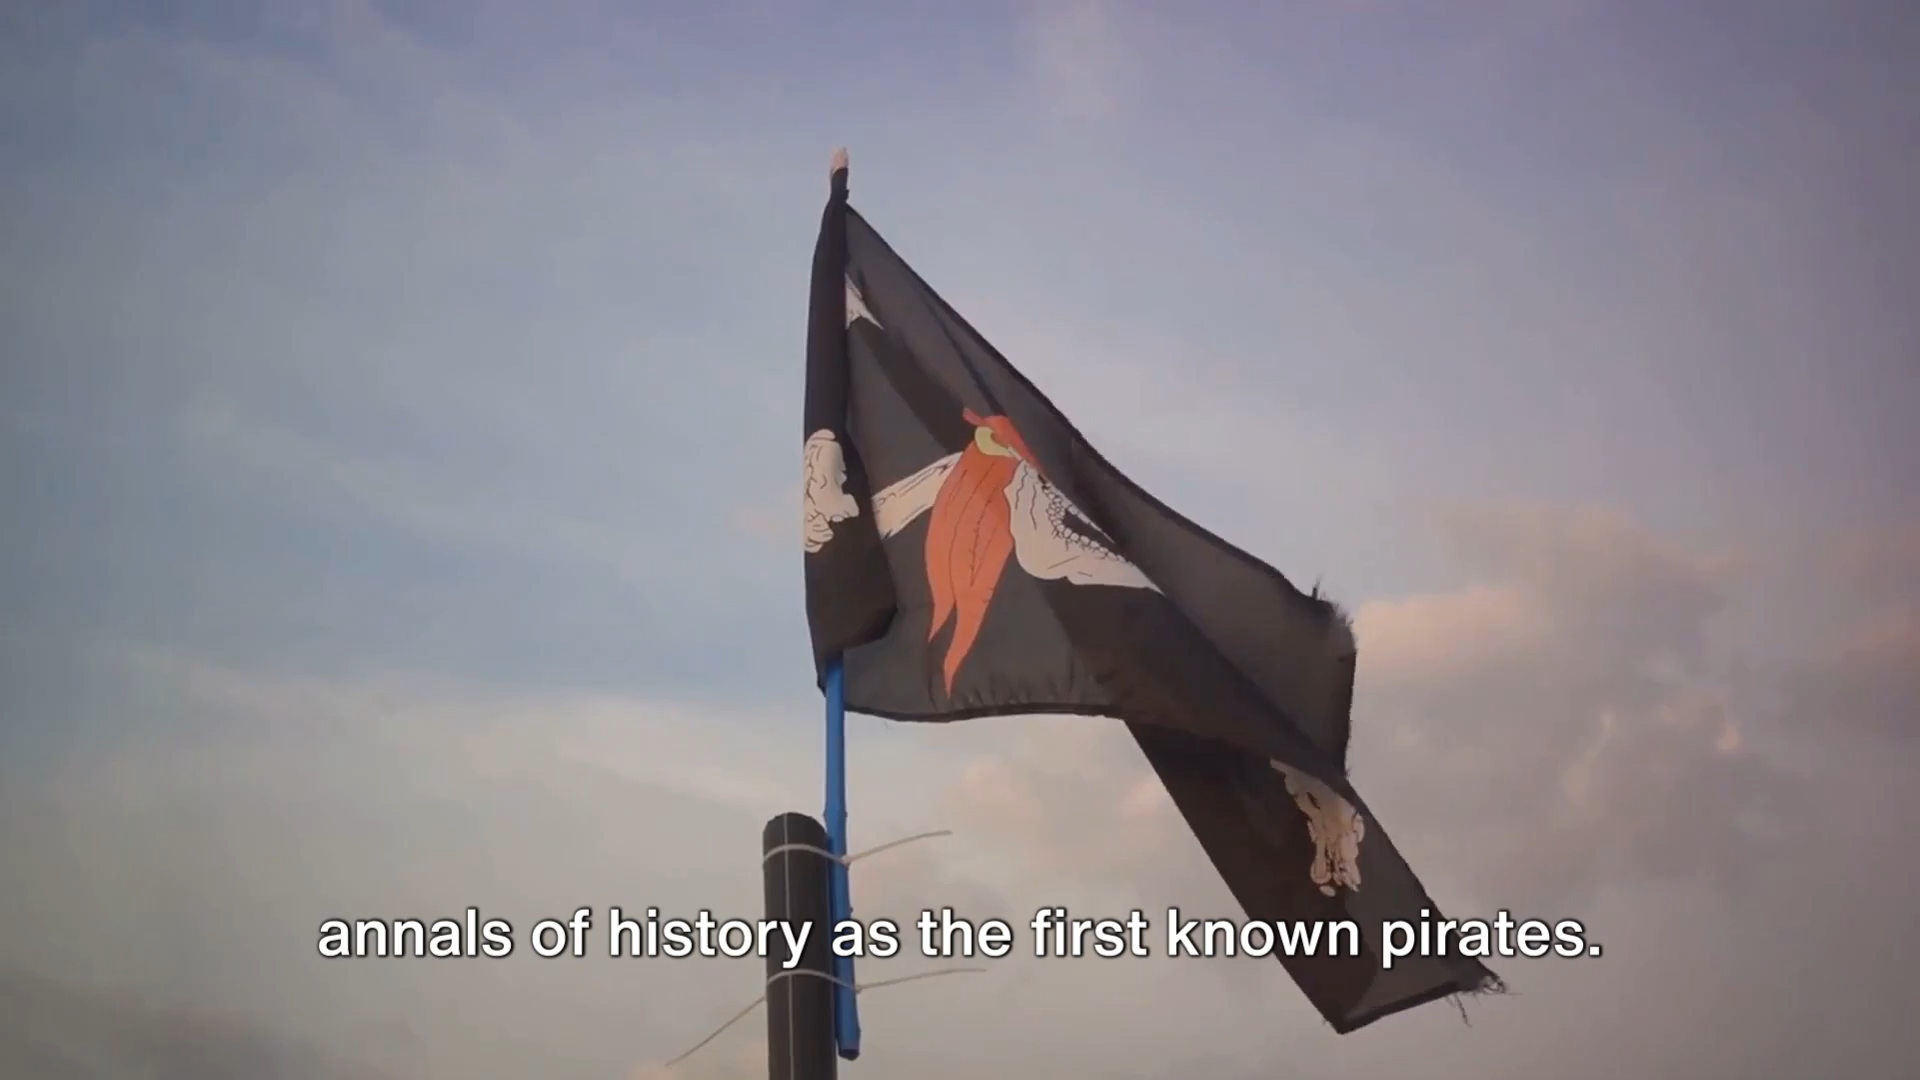 annals of history as the first known pirates.